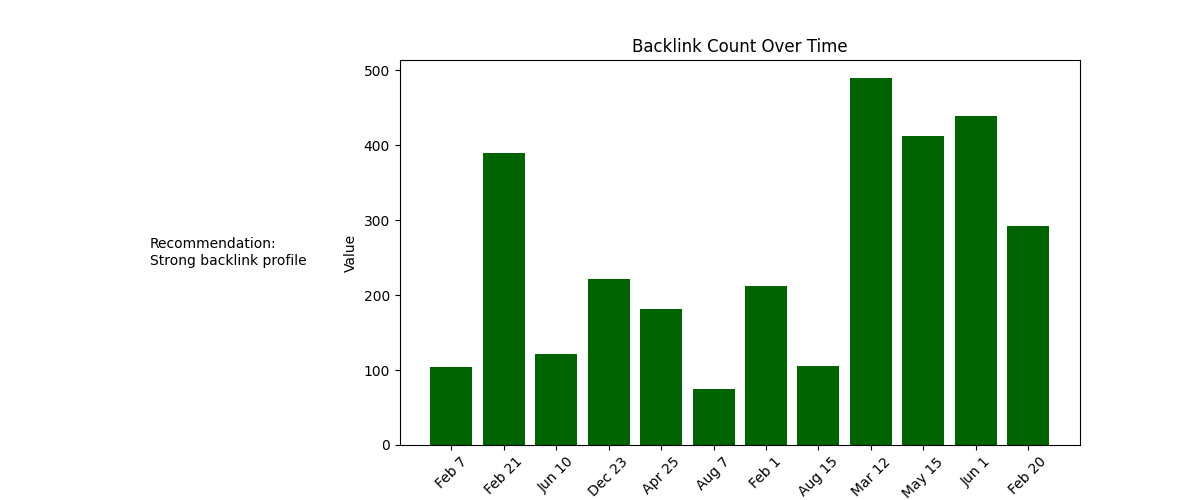 Backlink Count Over Time
Recommendation:
Strong backlink profile
Value
500
400
300
200
100
0
Feb 7
Feb 21
Jun 10
Dec 23
Apr 25
Aug 7
Feb 1
Aug 15
Mar 12
May 15
Jun 1
Feb 20